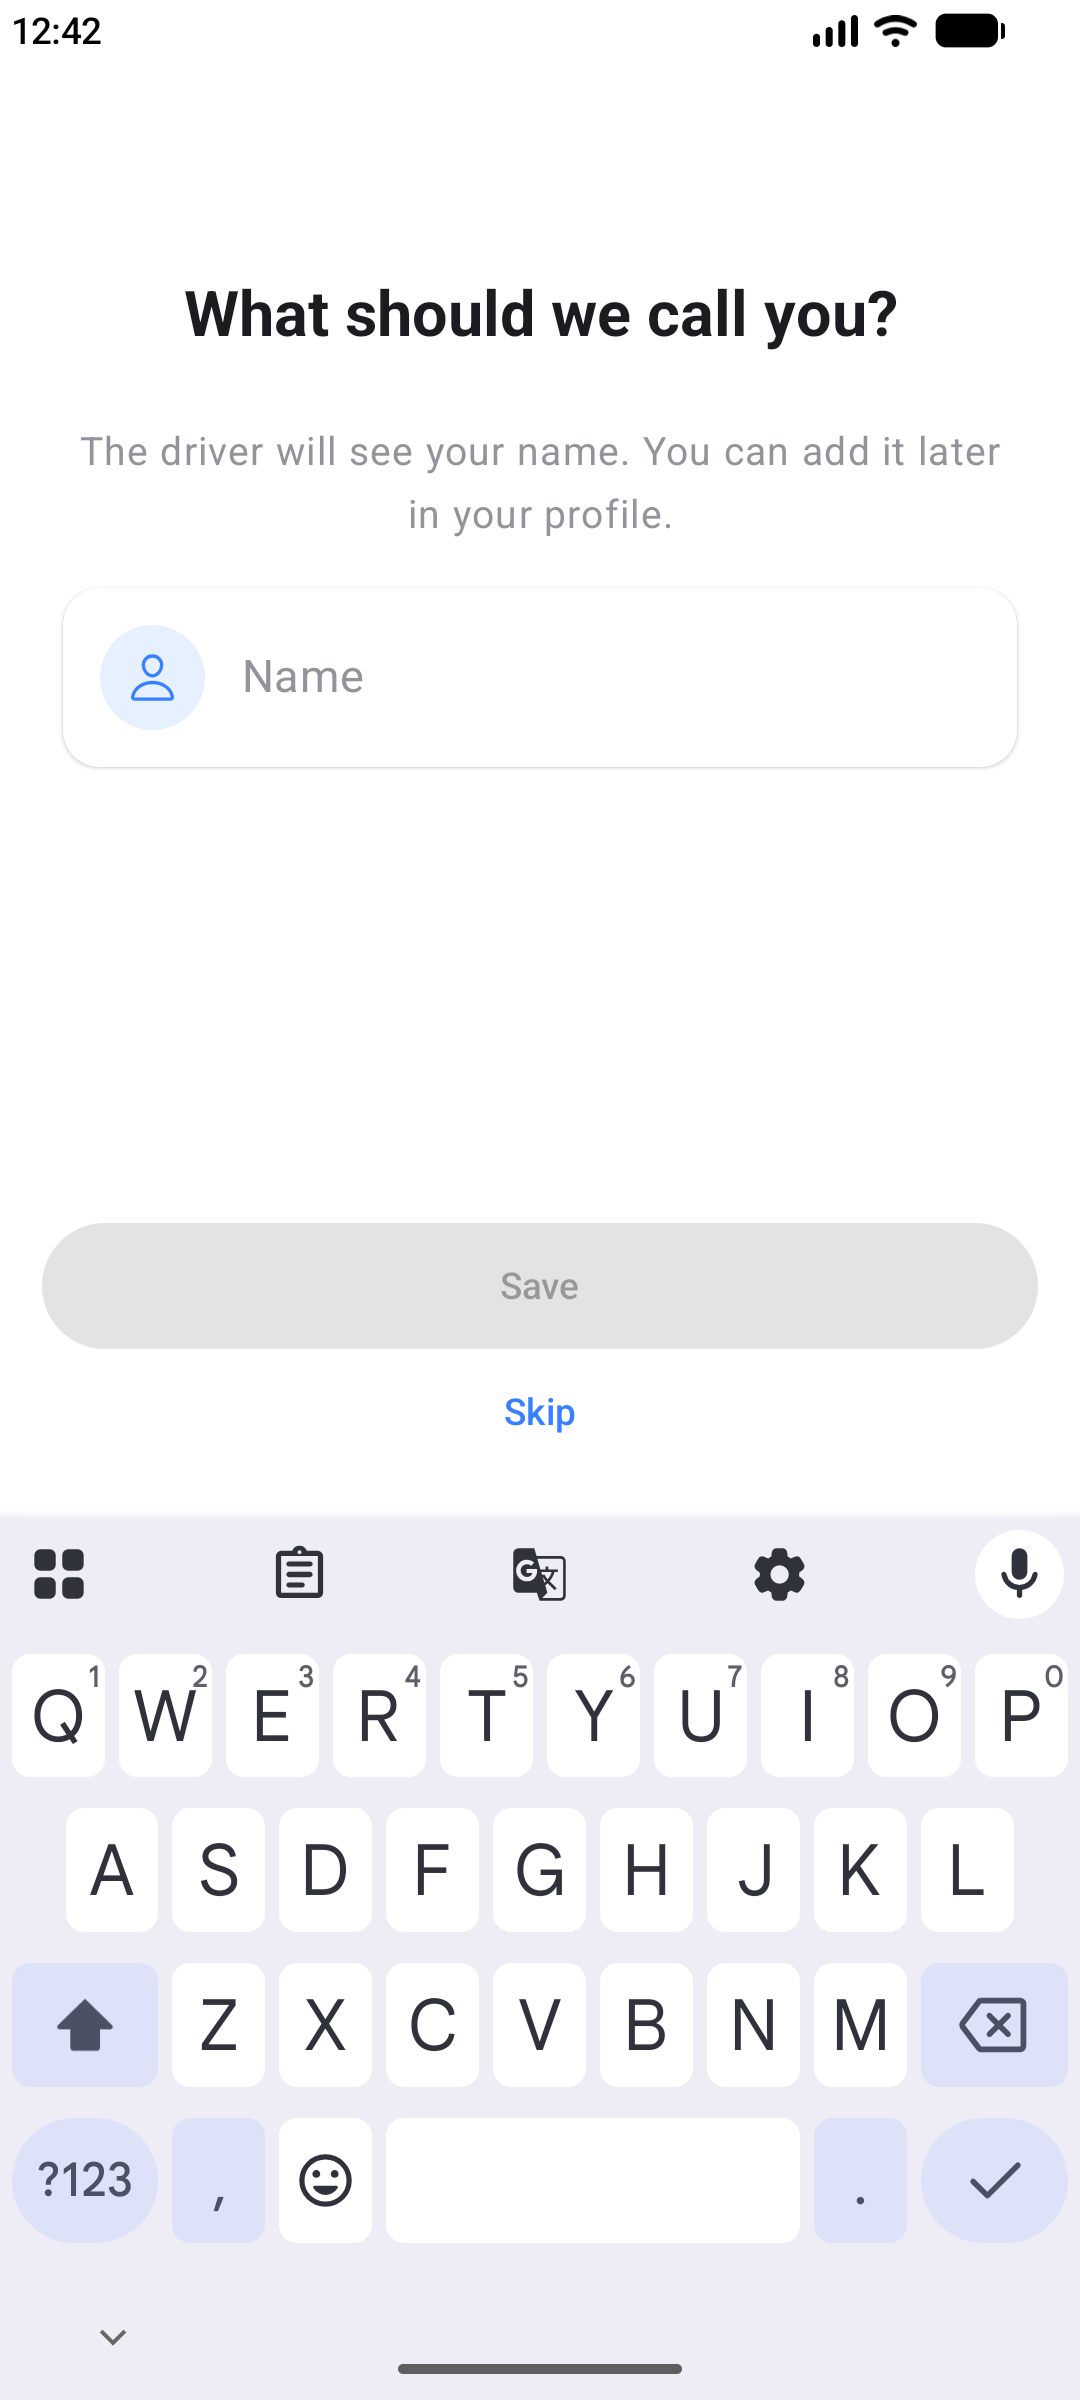 12:42
What should we call you?
The driver will see your name. You can add it later
in your profile.
Name
Save
Skip
Q1 W2 E3 R4 T5 Y6 U7 I8 O9 P0
A S D F G H J K L
Z X C V B N M
?123 , .